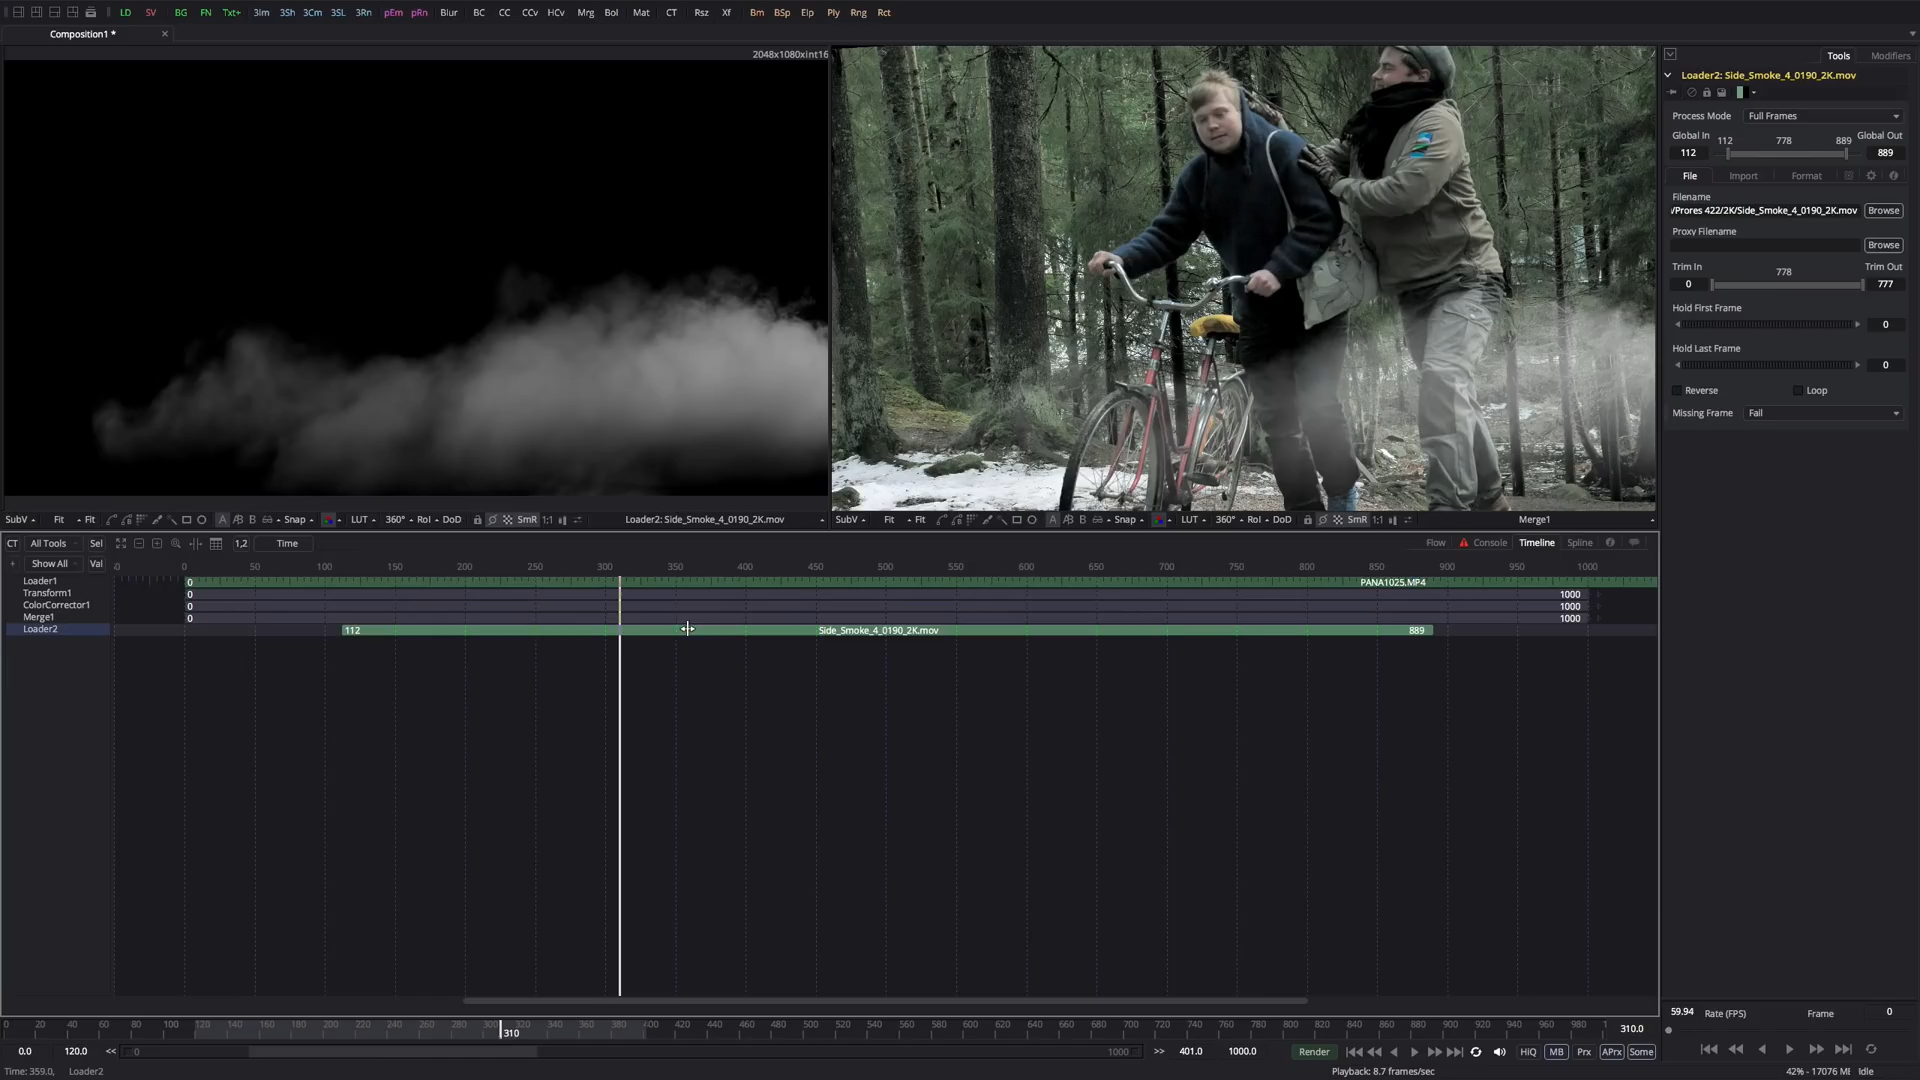 LD SV BG FN Txt+ 3Im 3Sh 3Cm 3SL 3Rn pEm pRn Blur BC CC CCv HCv Mrg Bol Mat CT Rsz Xf Bm BSp Elp Ply Rng Rct
Composition1 *
2048x1080xint16
Tools Modifiers
Loader2: Side_Smoke_4_0190_2K.mov
Process Mode Full Frames
Global In 112 778 889 Global Out
112 889
File Import Format
Filename
/Prores 422/2K/Side_Smoke_4_0190_2K.mov Browse
Proxy Filename
Browse
Trim In 778 Trim Out
0 777
Hold First Frame
0
Hold Last Frame
0
Reverse Loop
Missing Frame Fail
SubV Fit Fit A B Snap LUT 360° RoI DoD SmR 1:1 Loader2: Side_Smoke_4_0190_2K.mov
SubV Fit Fit A B Snap LUT 360° RoI DoD SmR 1:1 Merge1
CT All Tools Sel 1,2 Time Flow Console Timeline Spline
Show All Val 0 50 100 150 200 250 300 350 400 450 500 550 600 650 700 750 800 850 900 950 1000
Loader1 0 PANA1025.MP4
Transform1 0 1000
ColorCorrector1 0 1000
Merge1 0 1000
Loader2 112 Side_Smoke_4_0190_2K.mov 889
59.94 Rate (FPS) Frame 0
0 20 40 60 80 100 120 140 160 180 200 220 240 260 280 300 310 320 340 360 380 400 420 440 460 480 500 520 540 560 580 600 620 640 660 680 700 720 740 760 780 800 820 840 860 880 900 920 940 960 980 1 310.0
0.0 120.0 << 0 1000 >> 401.0 1000.0 Render HiQ MB Prx APrx Some
Time: 359.0, Loader2 Playback: 8.7 frames/sec 42% - 17076 MB Idle